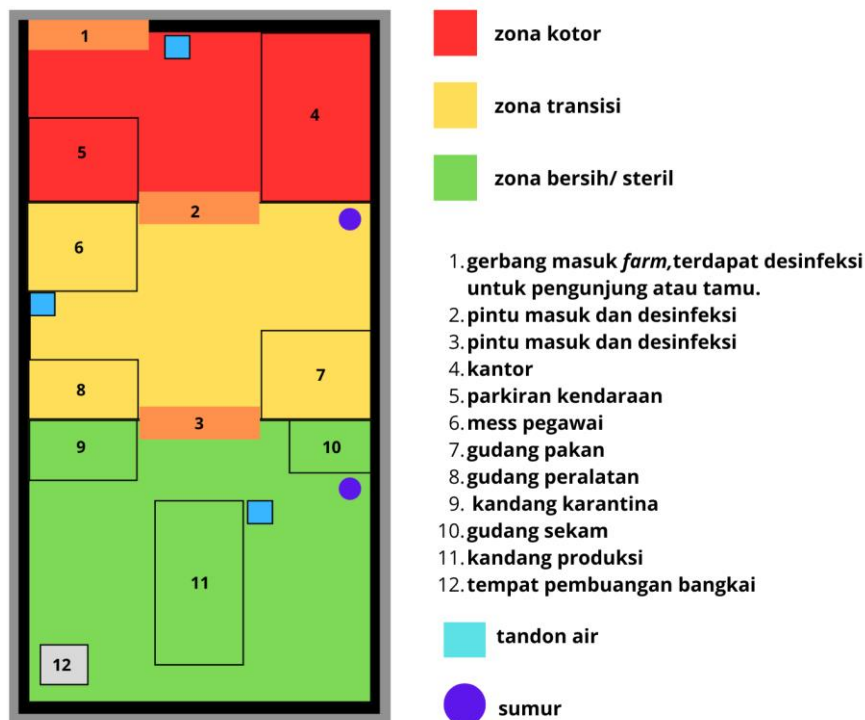 1
4
5
2
6
7
8
3
9
10
11
12
zona kotor
zona transisi
zona bersih/ steril
1. gerbang masuk farm,terdapat desinfeksi
untuk pengunjung atau tamu.
2. pintu masuk dan desinfeksi
3. pintu masuk dan desinfeksi
4. kantor
5. parkiran kendaraan
6. mess pegawai
7. gudang pakan
8. gudang peralatan
9. kandang karantina
10. gudang sekam
11. kandang produksi
12. tempat pembuangan bangkai
tandon air
sumur